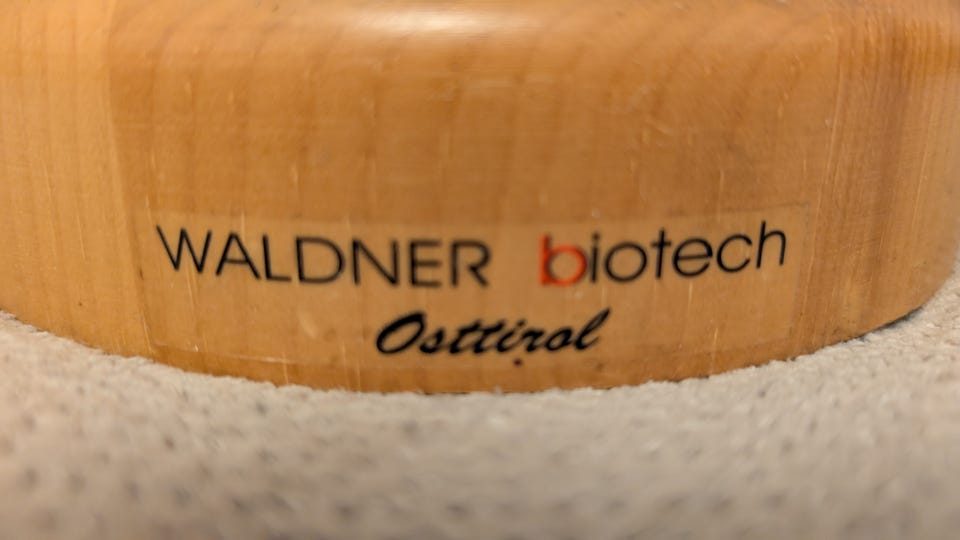 WALDNER biotech
Osttirol